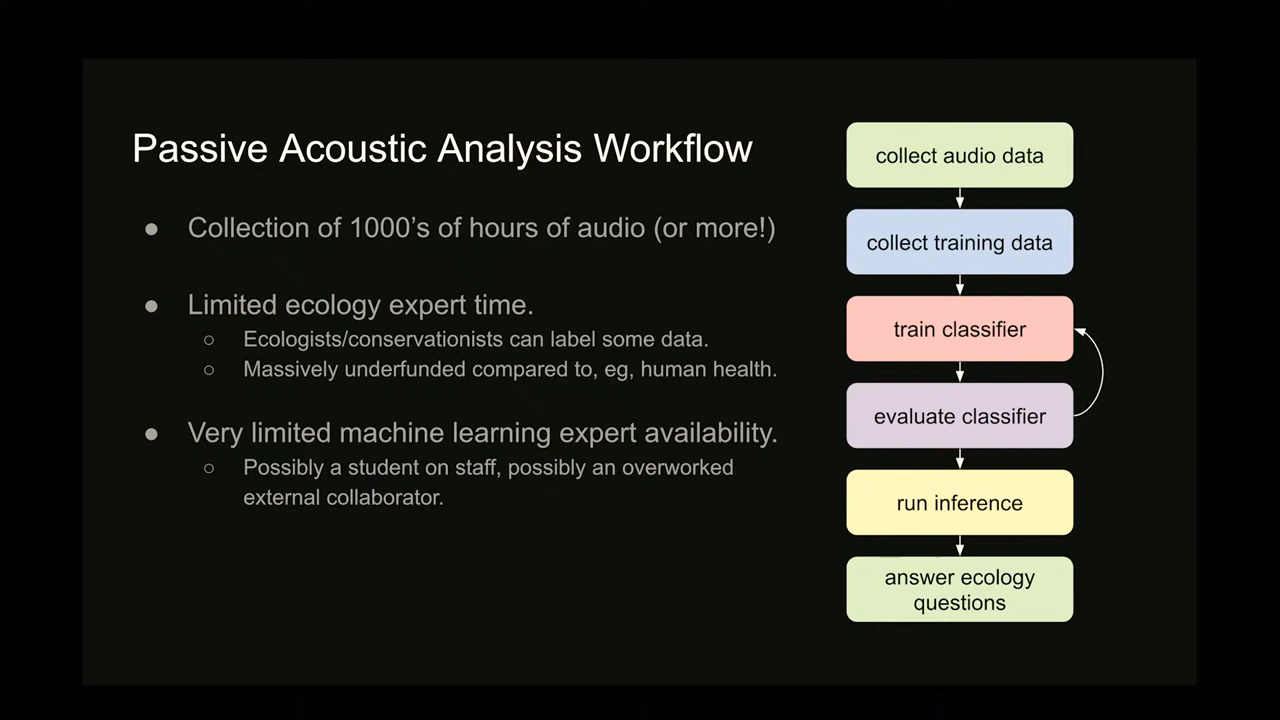 Passive Acoustic Analysis Workflow
● Collection of 1000's of hours of audio (or more!)
● Limited ecology expert time.
○ Ecologists/conservationists can label some data.
○ Massively underfunded compared to, eg, human health.
● Very limited machine learning expert availability.
○ Possibly a student on staff, possibly an overworked
external collaborator.
collect audio data
collect training data
train classifier
evaluate classifier
run inference
answer ecology
questions